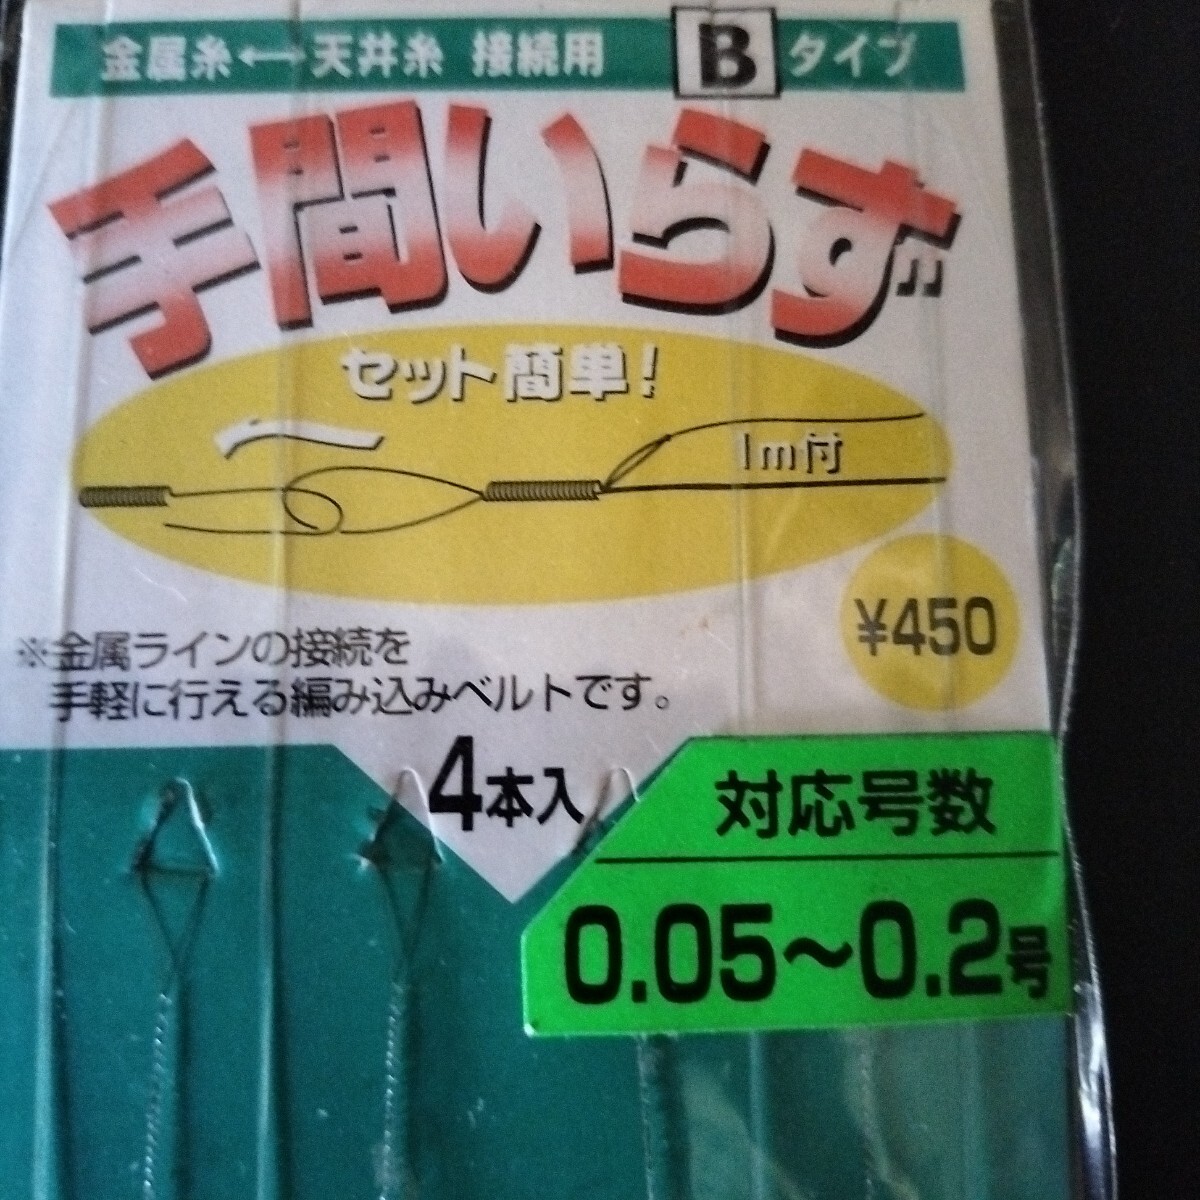 金属糸←→天井糸 接続用 B タイプ
手間いらず
セット簡単！
1m付
¥450
※金属ラインの接続を
手軽に行える編み込みベルトです。
4本入
対応号数
0.05～0.2号